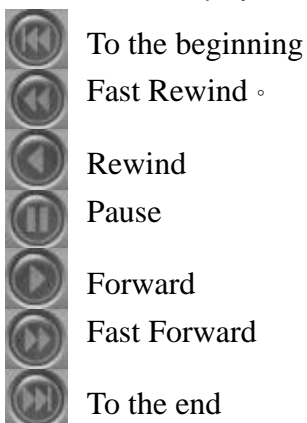 To the beginning
Fast Rewind。
Rewind
Pause
Forward
Fast Forward
To the end